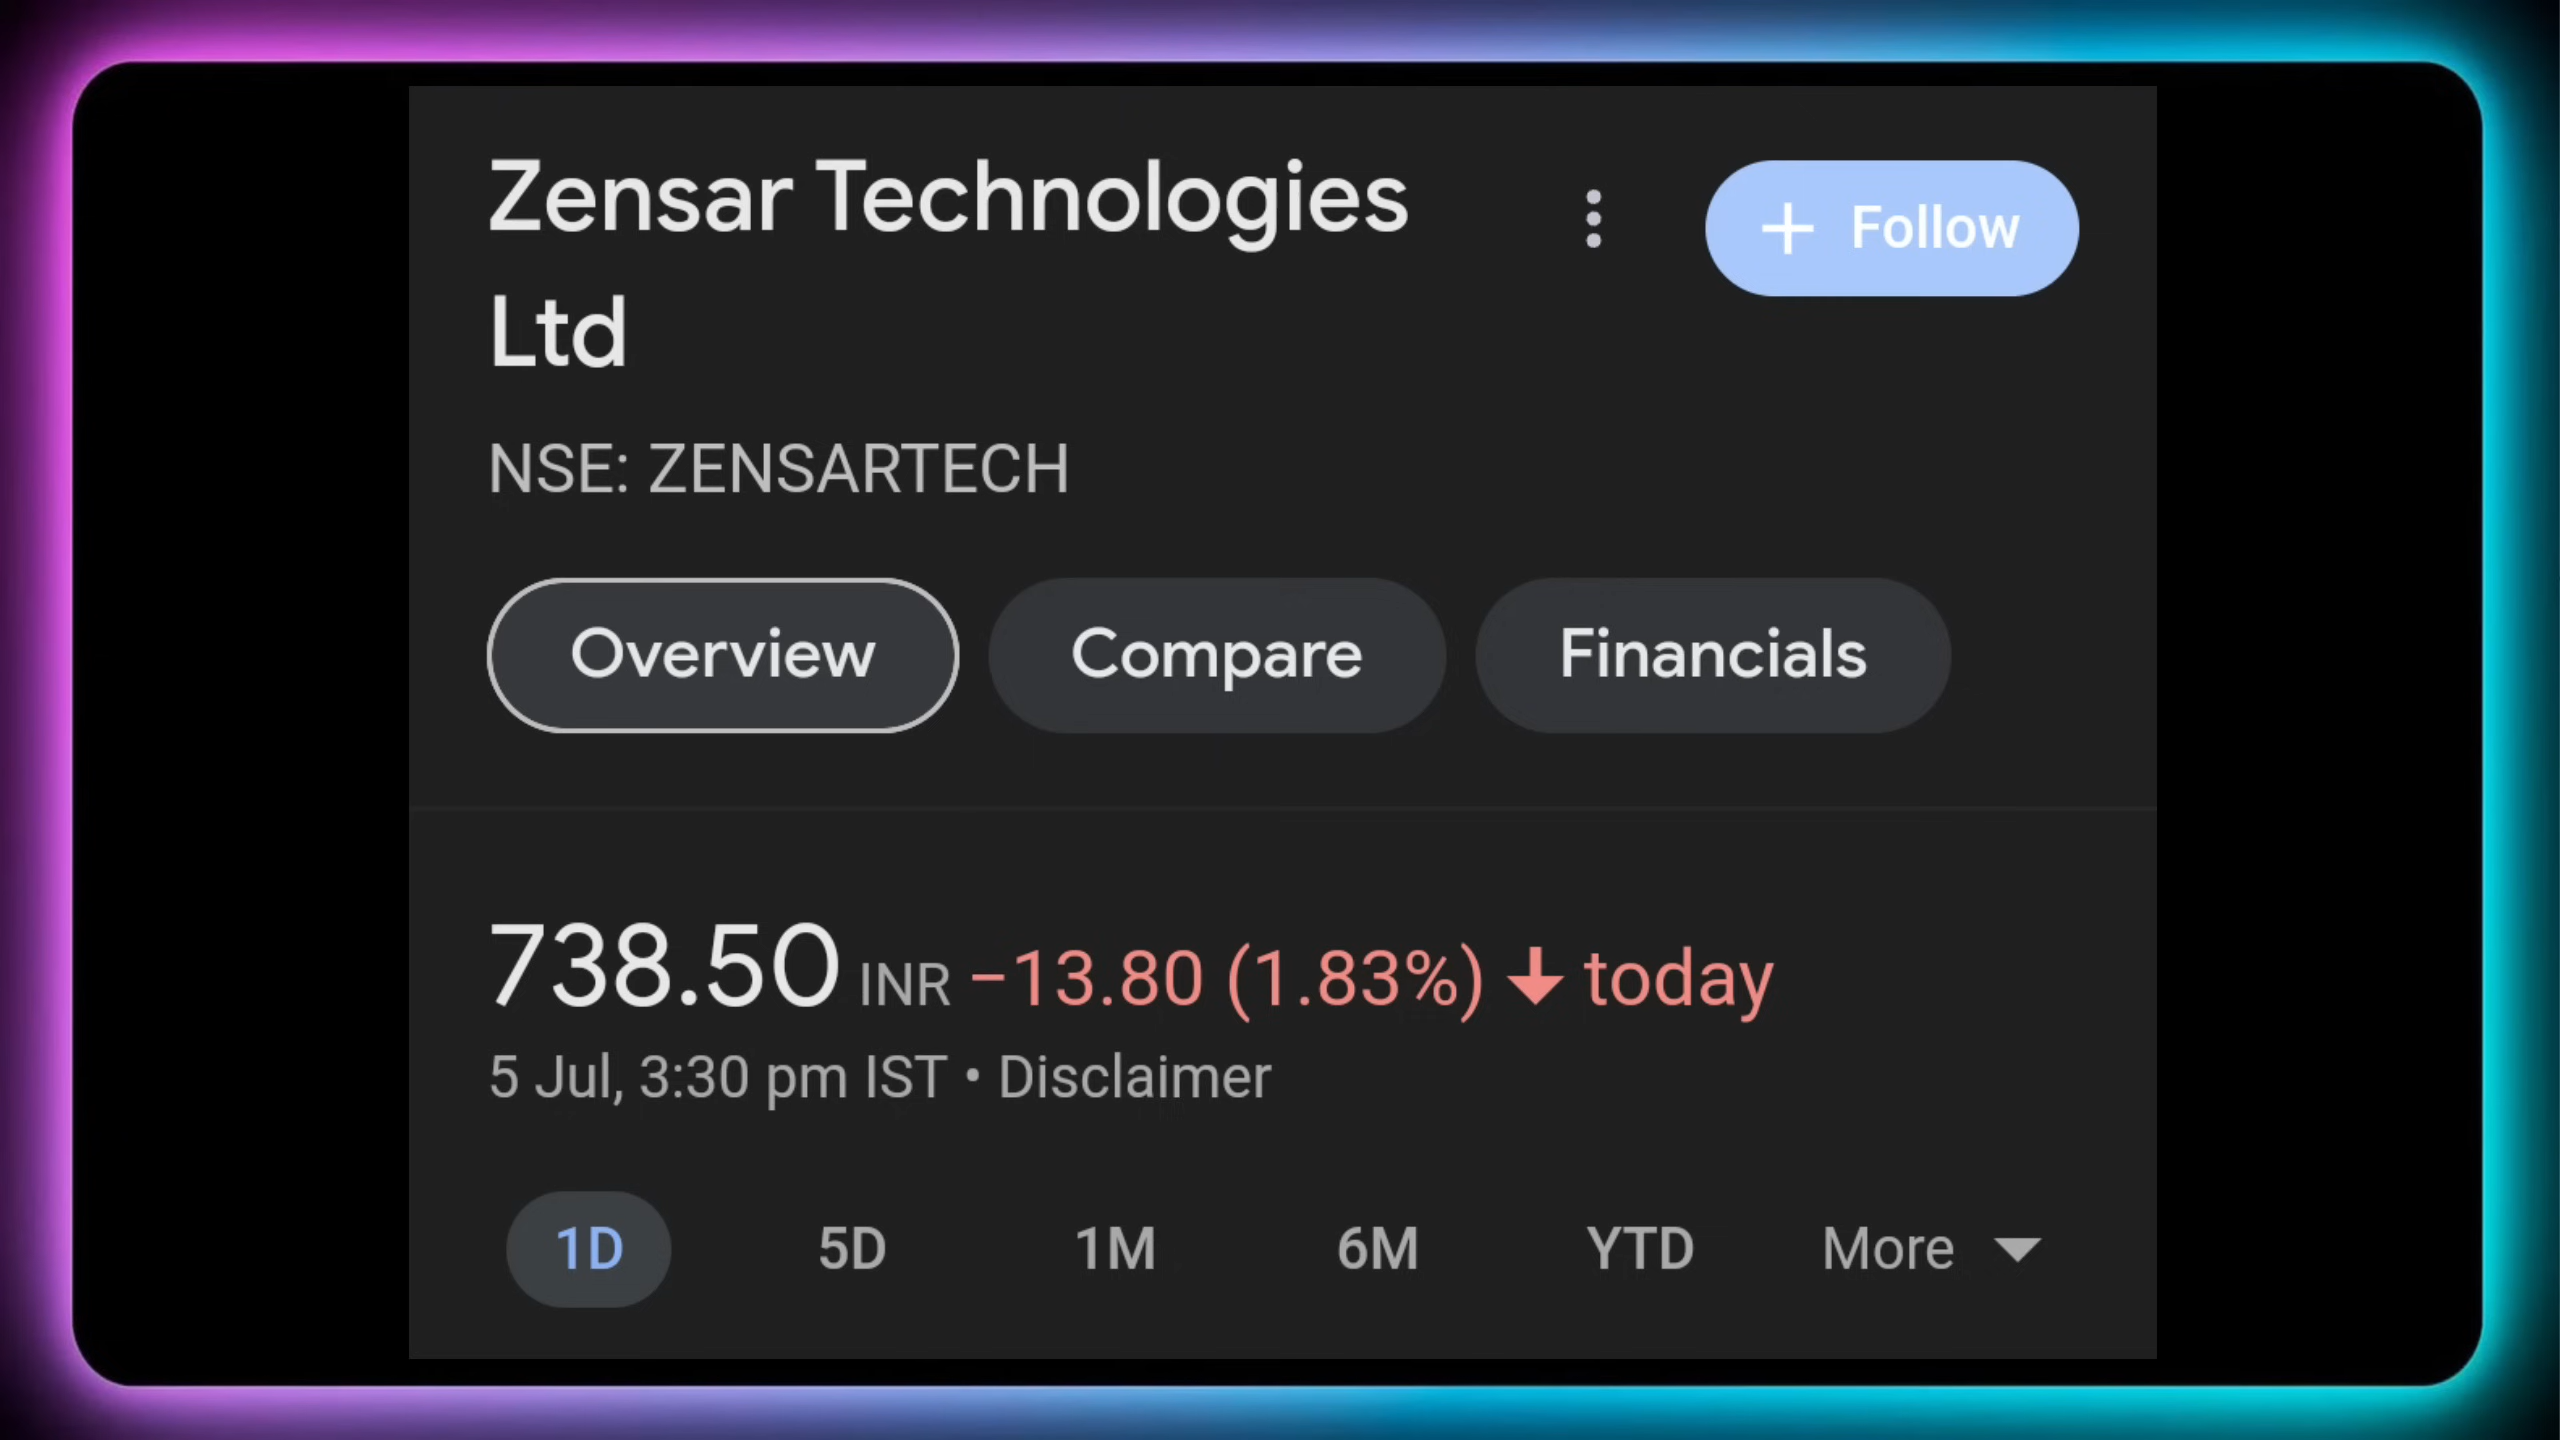 Zensar Technologies
Ltd
+ Follow
NSE: ZENSARTECH
Overview Compare Financials
738.50 INR −13.80 (1.83%) ↓ today
5 Jul, 3:30 pm IST • Disclaimer
1D 5D 1M 6M YTD More